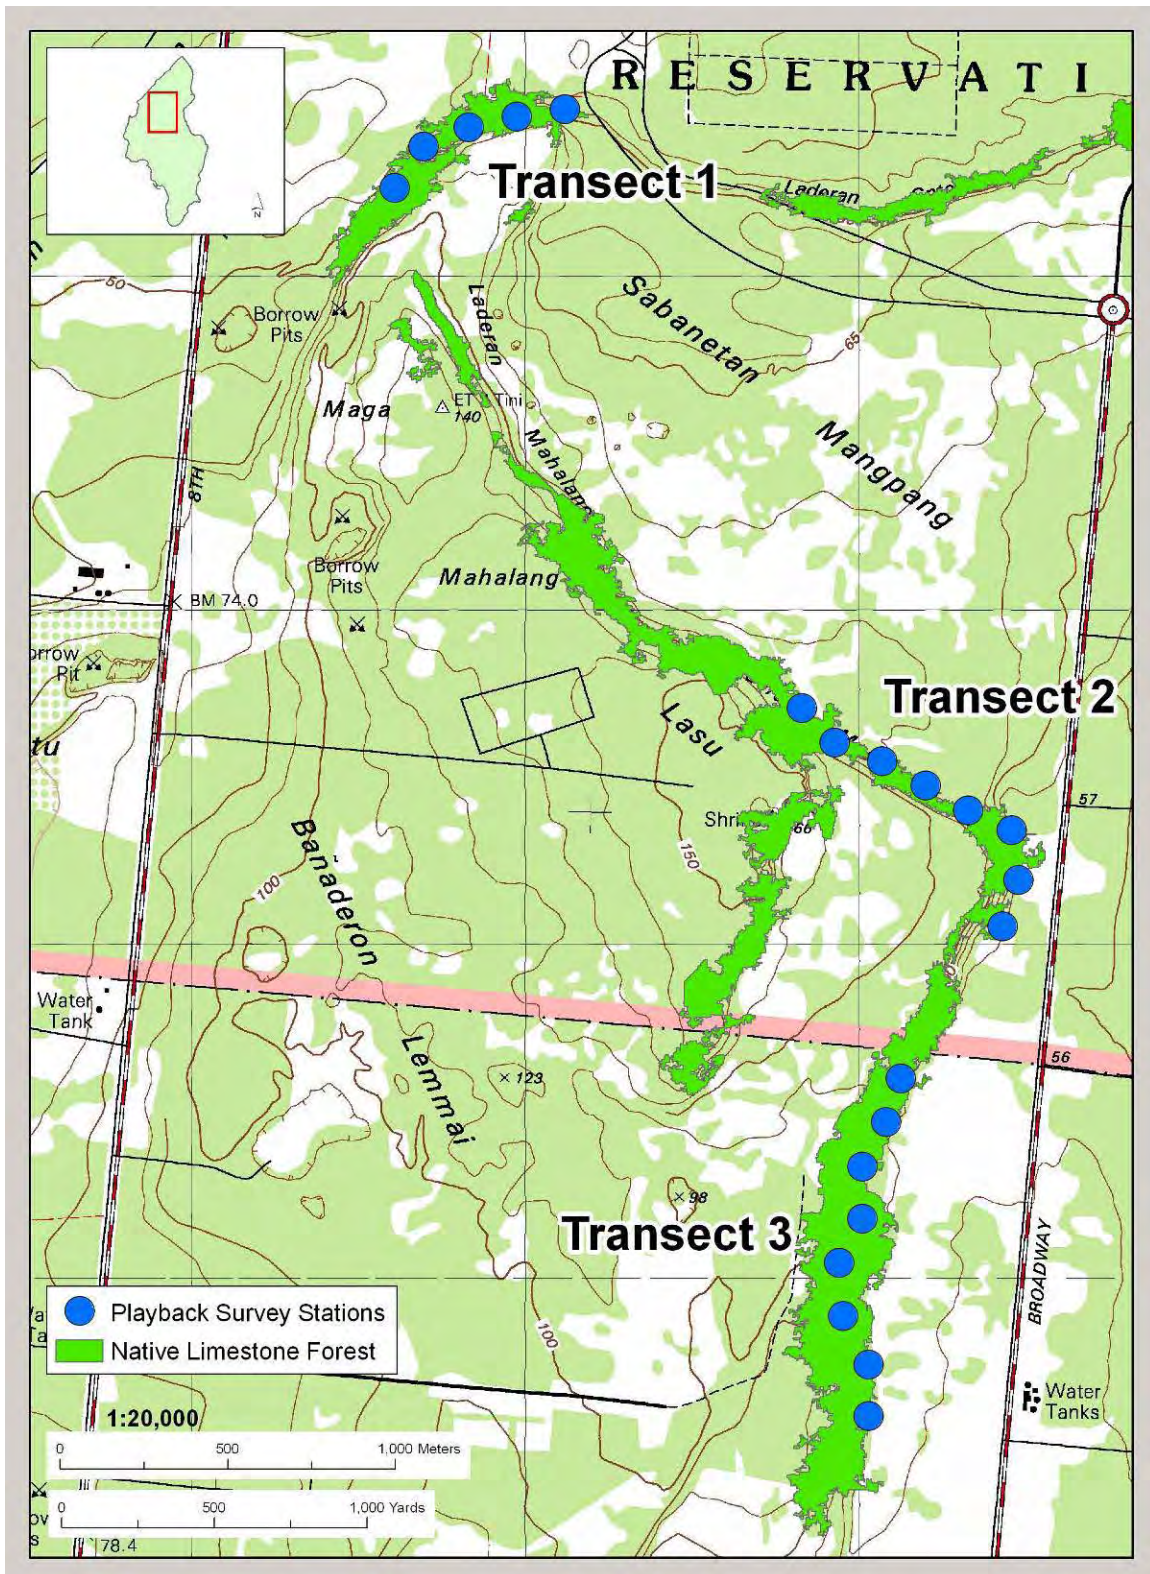 RESERVATI
Transect 1
Laderan
50
Borrow
Pits
Laderan
Sabanetan
65
Maga
Tini
140
Mahalang
Mangpang
8TH
Borrow
Pits
Mahalang
BM 74.0
Pit
Transect 2
Lasu
57
66
150
Bañaderon
100
Water
Tank
56
Lemmai
123
98
Transect 3
BROADWAY
Playback Survey Stations
Native Limestone Forest
100
Water
Tanks
1:20,000
0 500 1,000 Meters
0 500 1,000 Yards
78.4